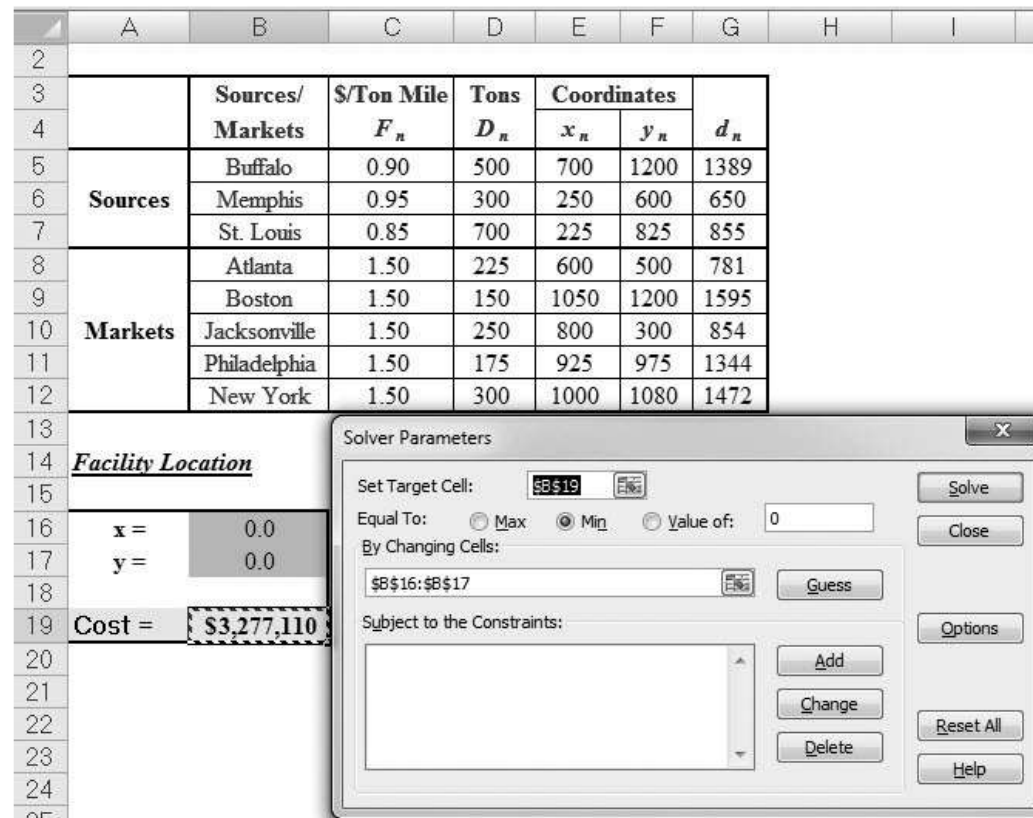 A B C D E F G H I
2
3 Sources/ $/Ton Mile Tons Coordinates
4 Markets F n D n x n y n d n
5 Buffalo 0.90 500 700 1200 1389
6 Sources Memphis 0.95 300 250 600 650
7 St. Louis 0.85 700 225 825 855
8 Atlanta 1.50 225 600 500 781
9 Boston 1.50 150 1050 1200 1595
10 Markets Jacksonville 1.50 250 800 300 854
11 Philadelphia 1.50 175 925 975 1344
12 New York 1.50 300 1000 1080 1472
13
14 Facility Location
15
16 x = 0.0
17 y = 0.0
18
19 Cost = $3,277,110
20
21
22
23
24
Solver Parameters
Set Target Cell: $B$19 Solve
Equal To: Max Min Value of: 0 Close
By Changing Cells:
$B$16:$B$17 Guess
Subject to the Constraints: Options
Add
Change
Reset All
Delete
Help